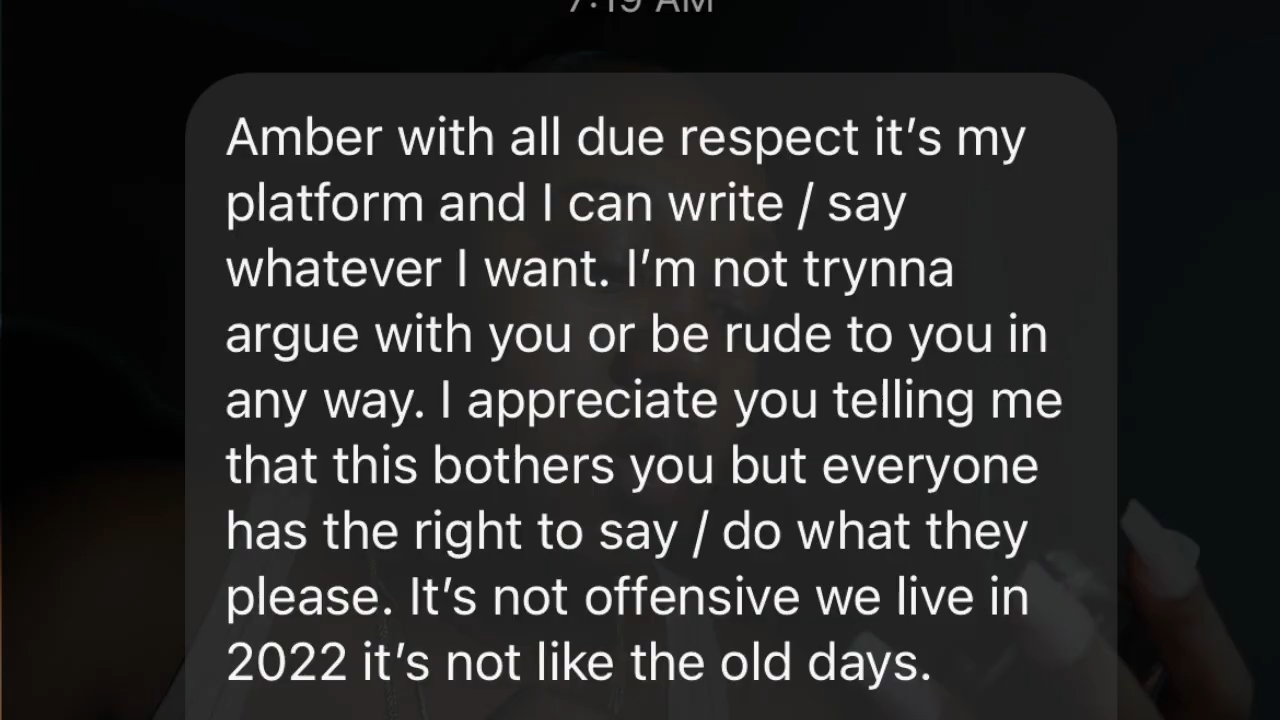 7:19 AM
Amber with all due respect it’s my
platform and I can write / say
whatever I want. I’m not trynna
argue with you or be rude to you in
any way. I appreciate you telling me
that this bothers you but everyone
has the right to say / do what they
please. It’s not offensive we live in
2022 it’s not like the old days.